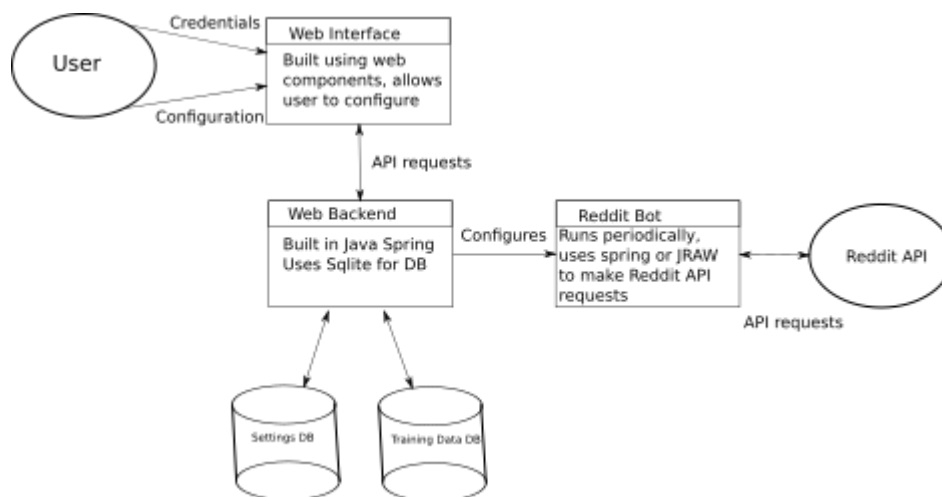 Credentials
User
Configuration
Web Interface
Built using web
components, allows
user to configure
API requests
Web Backend
Built in Java Spring
Uses Sqlite for DB
Configures
Reddit Bot
Runs periodically,
uses spring or JRAW
to make Reddit API
requests
Reddit API
API requests
Settings DB
Training Data DB